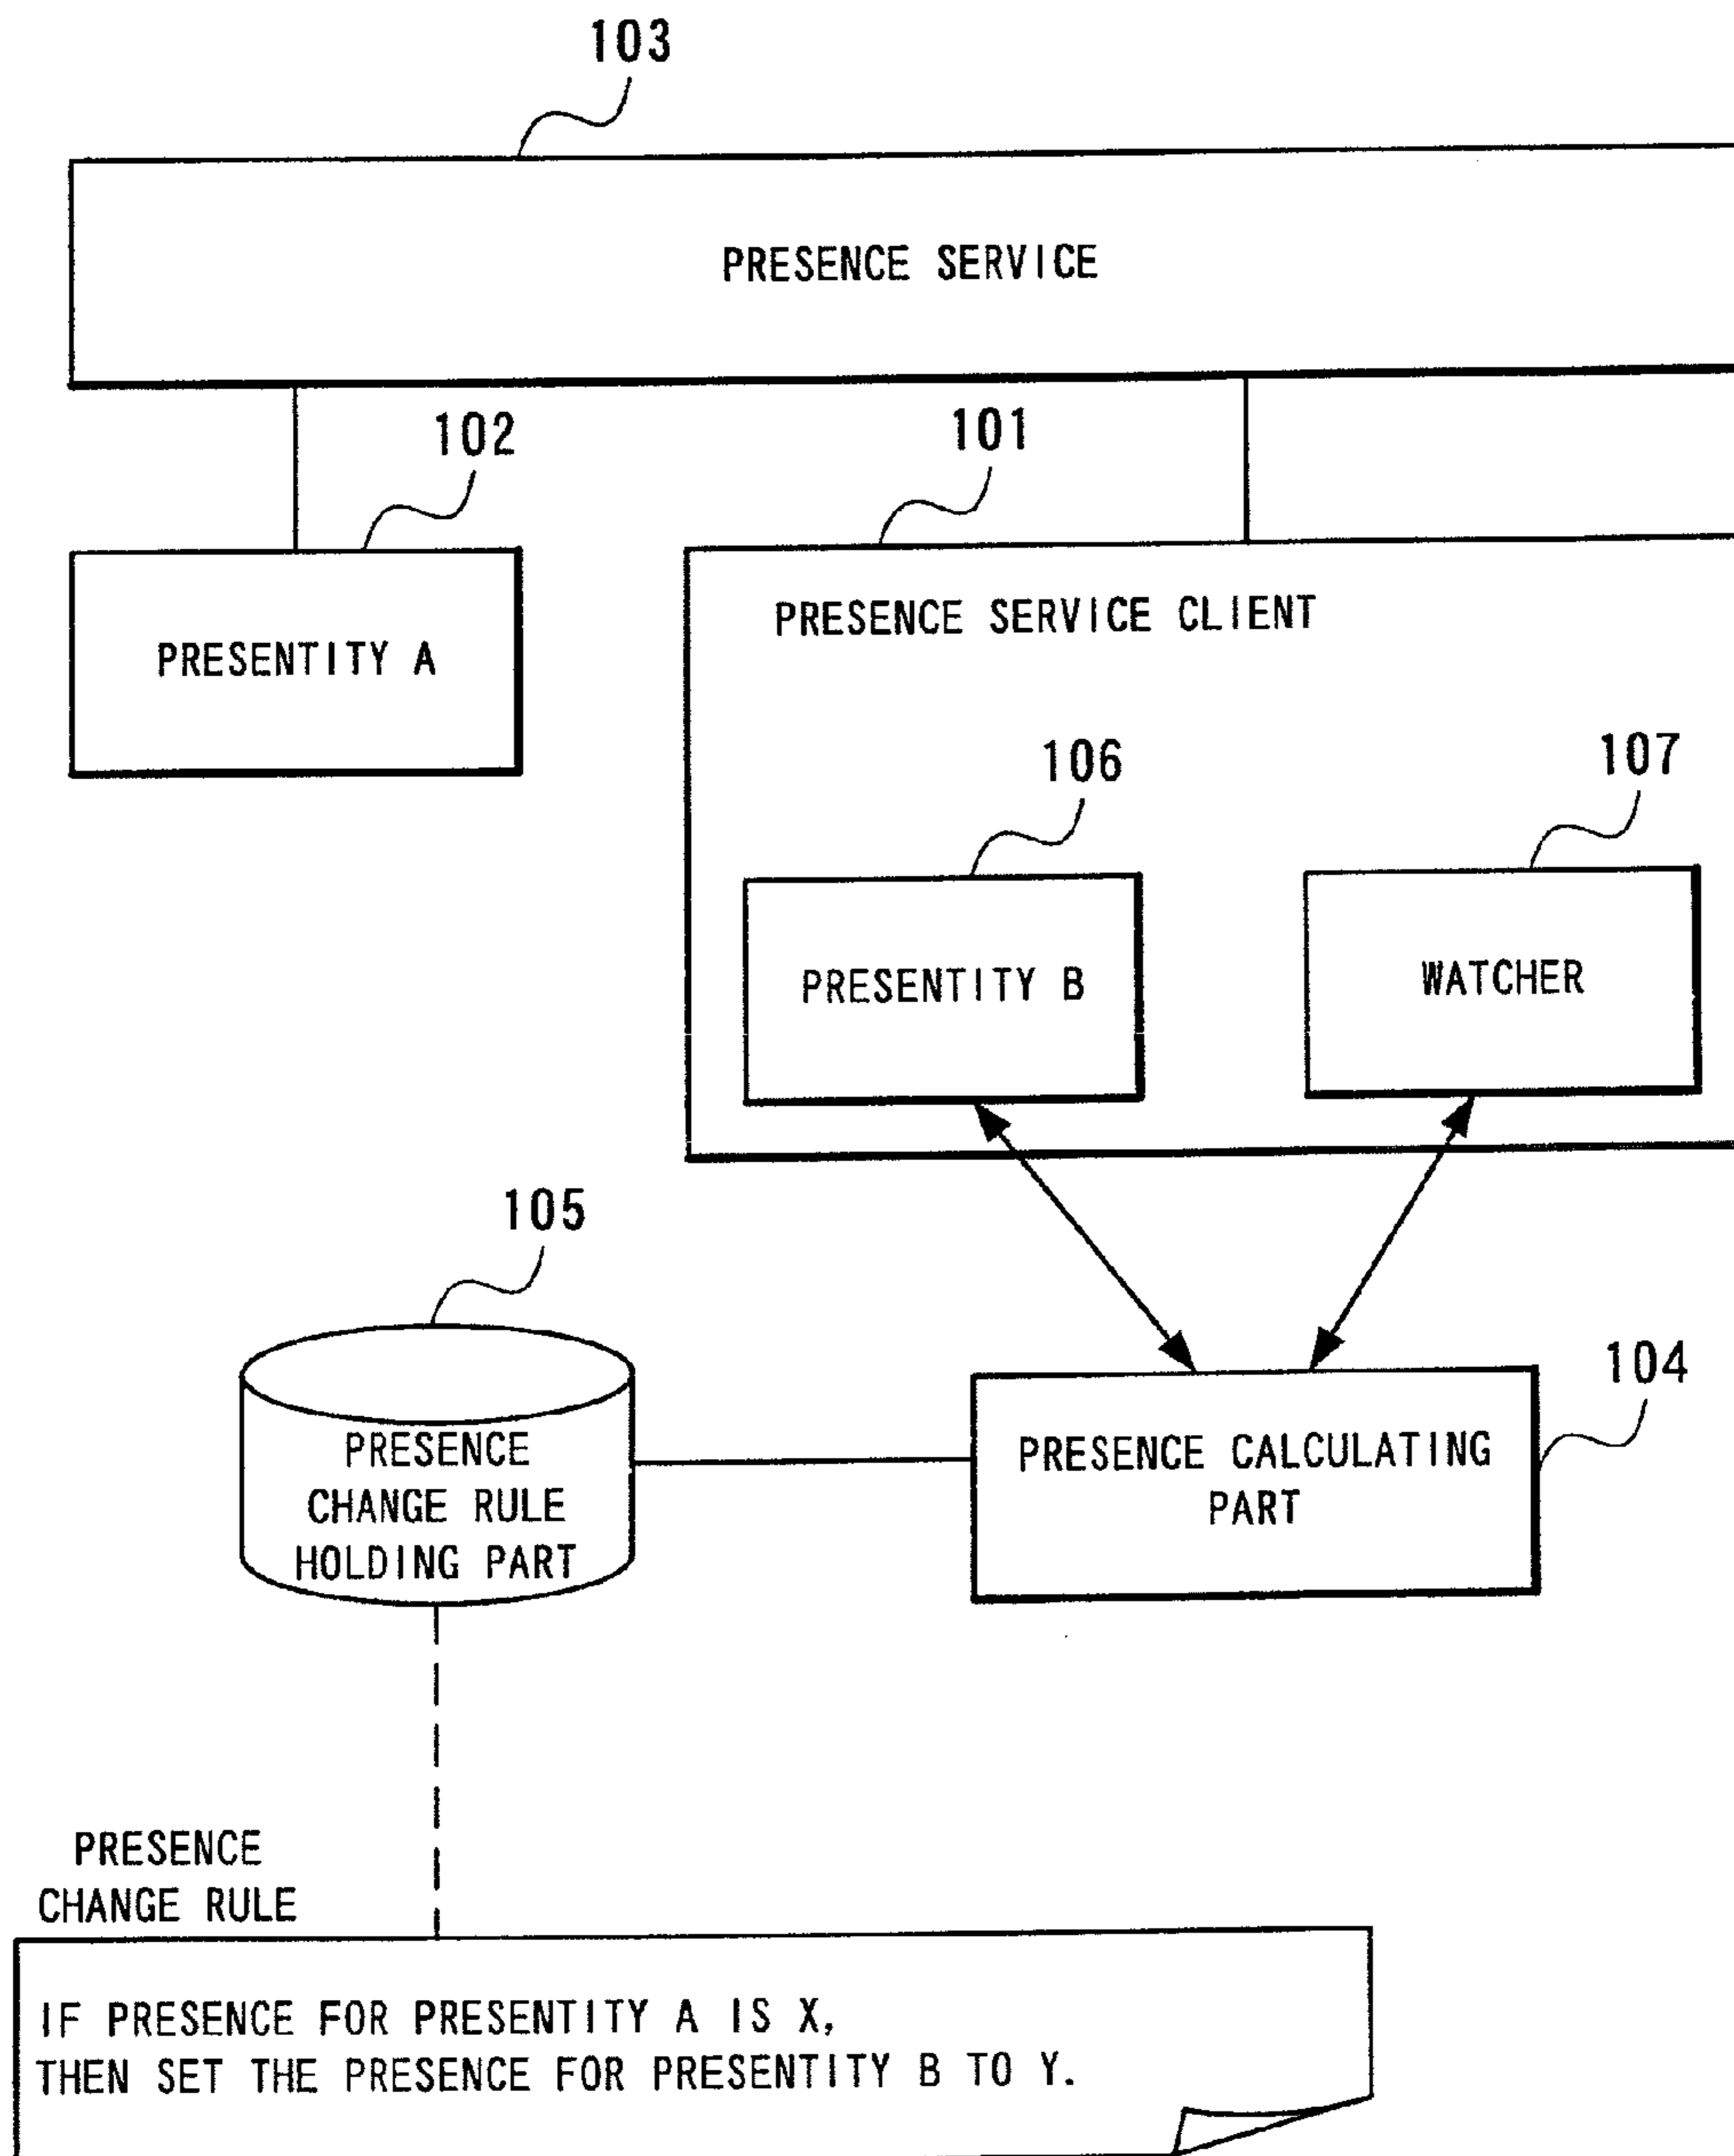 103
PRESENCE SERVICE
102
101
PRESENTITY A
PRESENCE SERVICE CLIENT
106
107
PRESENTITY B
WATCHER
105
104
PRESENCE
CHANGE RULE
HOLDING PART
PRESENCE CALCULATING
PART
PRESENCE
CHANGE RULE
IF PRESENCE FOR PRESENTITY A IS X,
THEN SET THE PRESENCE FOR PRESENTITY B TO Y.